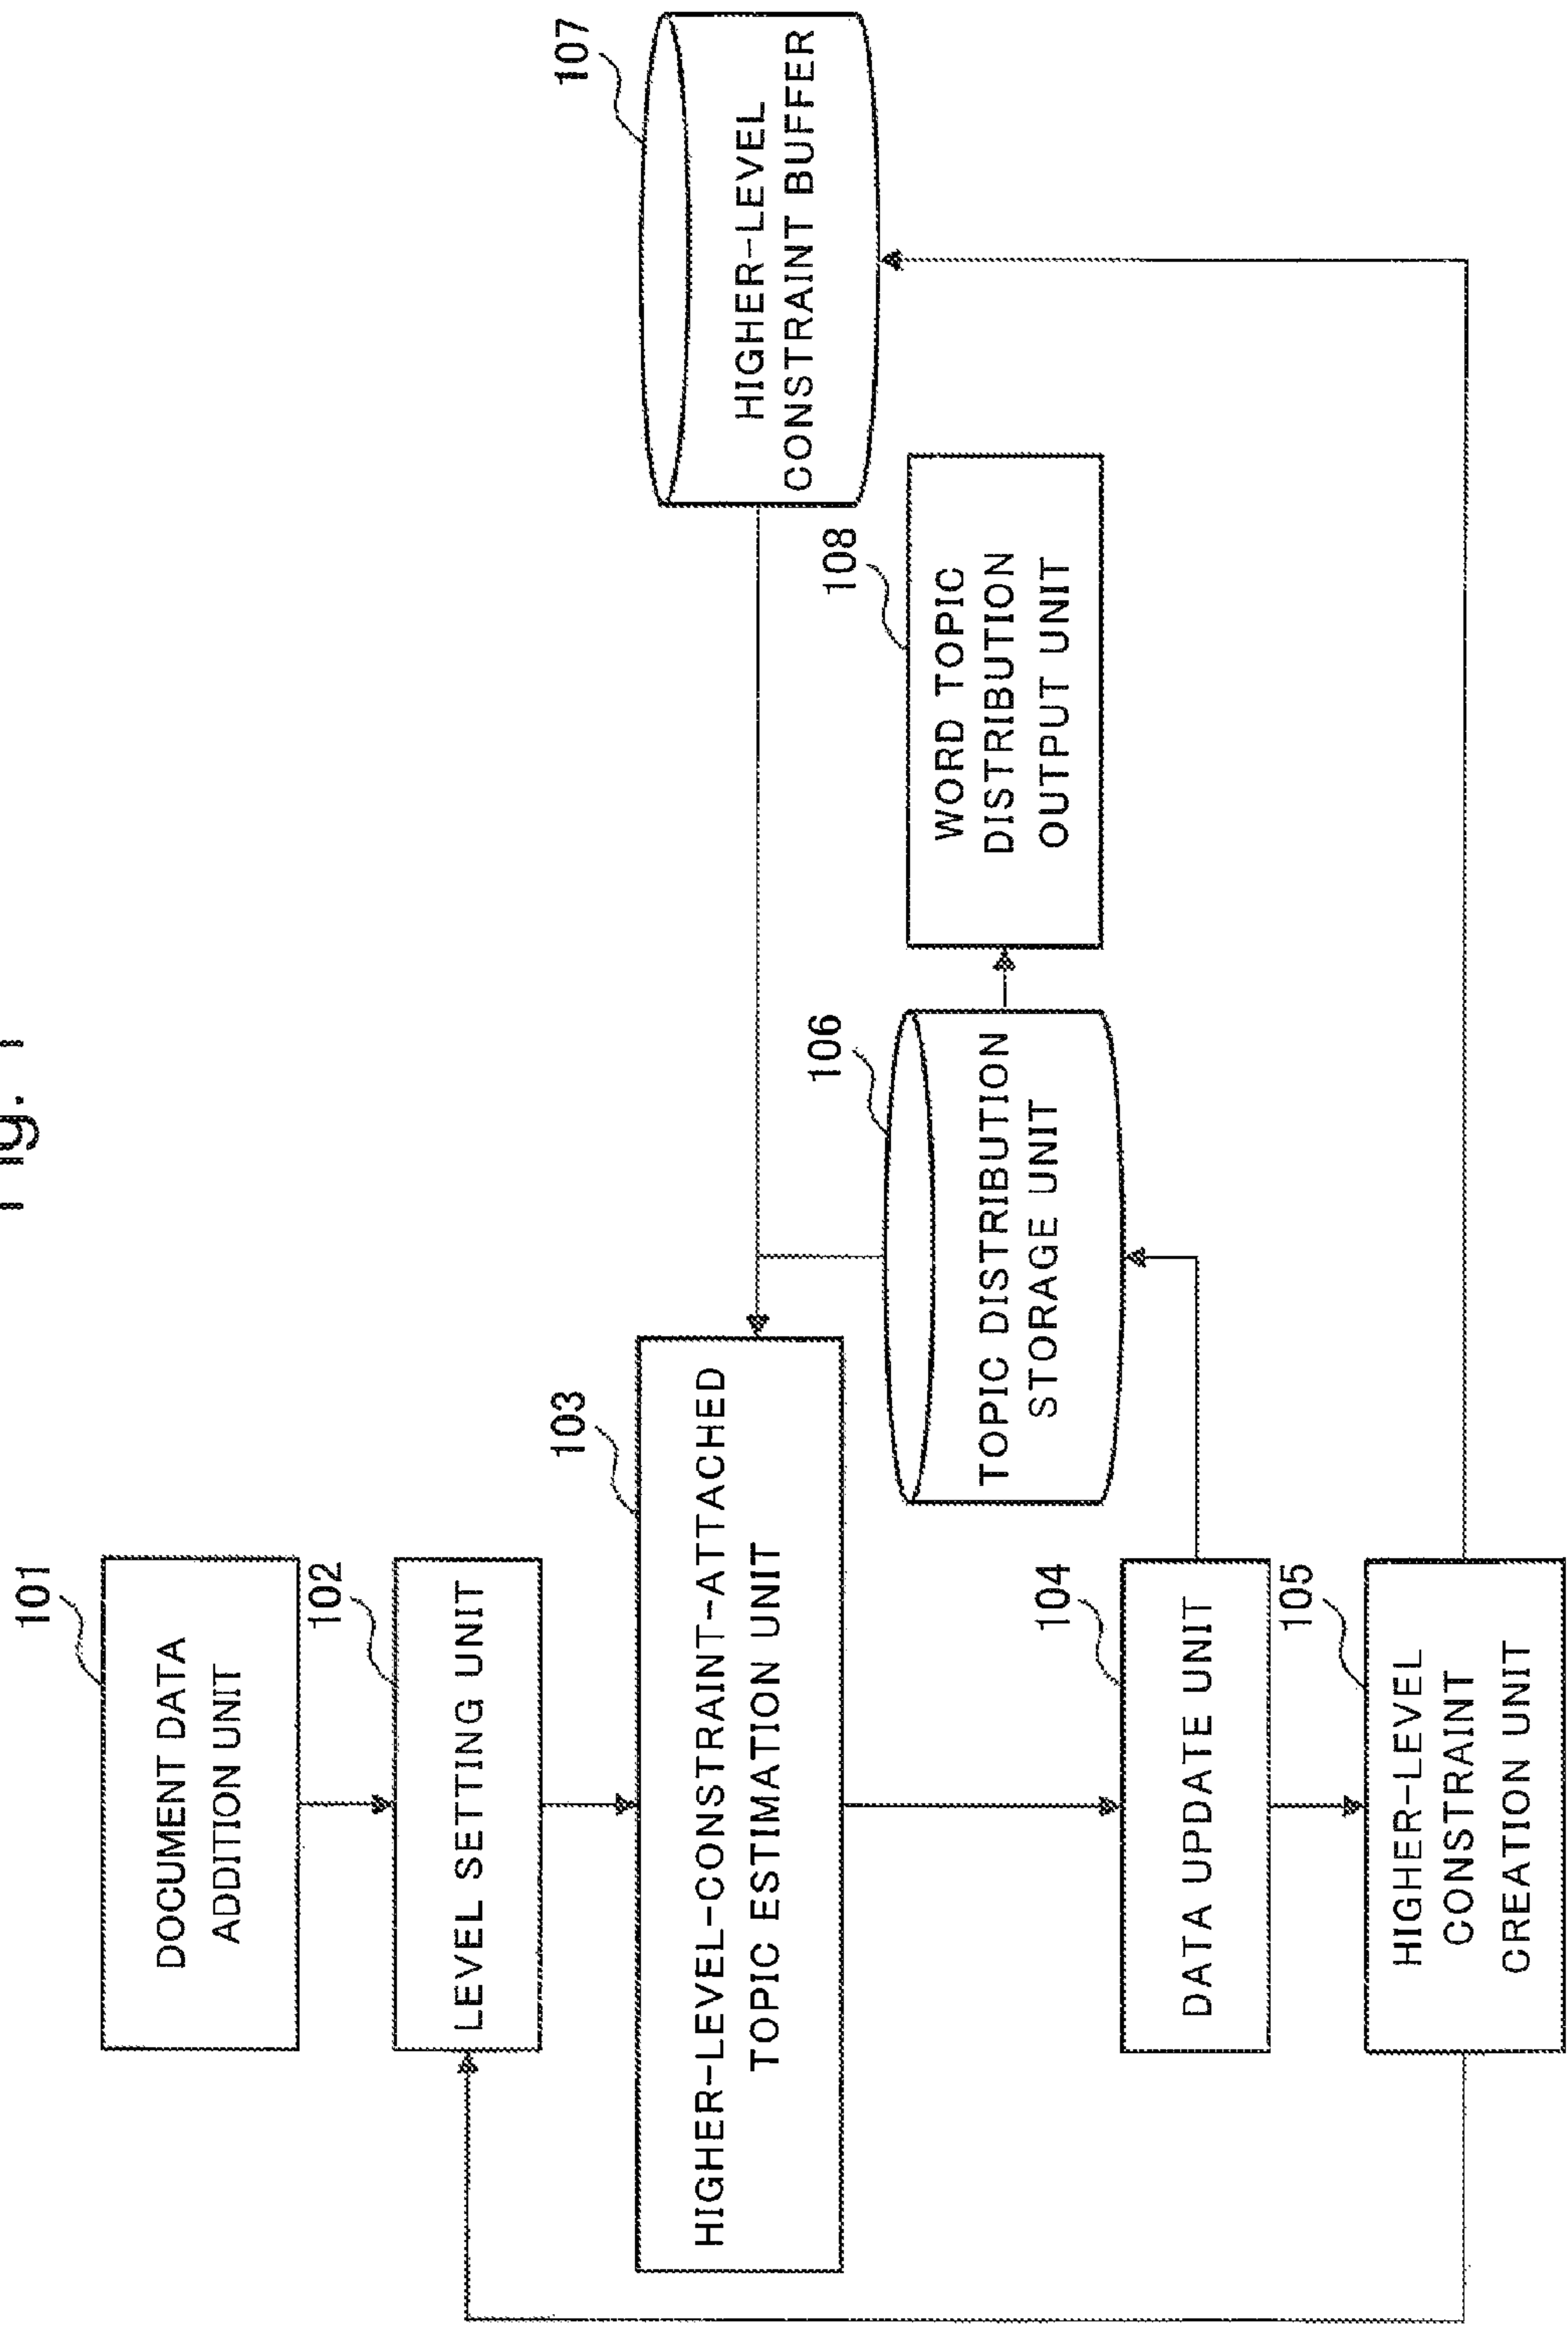 Fig. 1
101
DOCUMENT DATA
ADDITION UNIT
102
LEVEL SETTING UNIT
103
HIGHER-LEVEL-CONSTRAINT-ATTACHED
TOPIC ESTIMATION UNIT
104
DATA UPDATE UNIT
105
HIGHER-LEVEL
CONSTRAINT
CREATION UNIT
106
TOPIC DISTRIBUTION
STORAGE UNIT
107
HIGHER-LEVEL
CONSTRAINT BUFFER
108
WORD TOPIC
DISTRIBUTION
OUTPUT UNIT